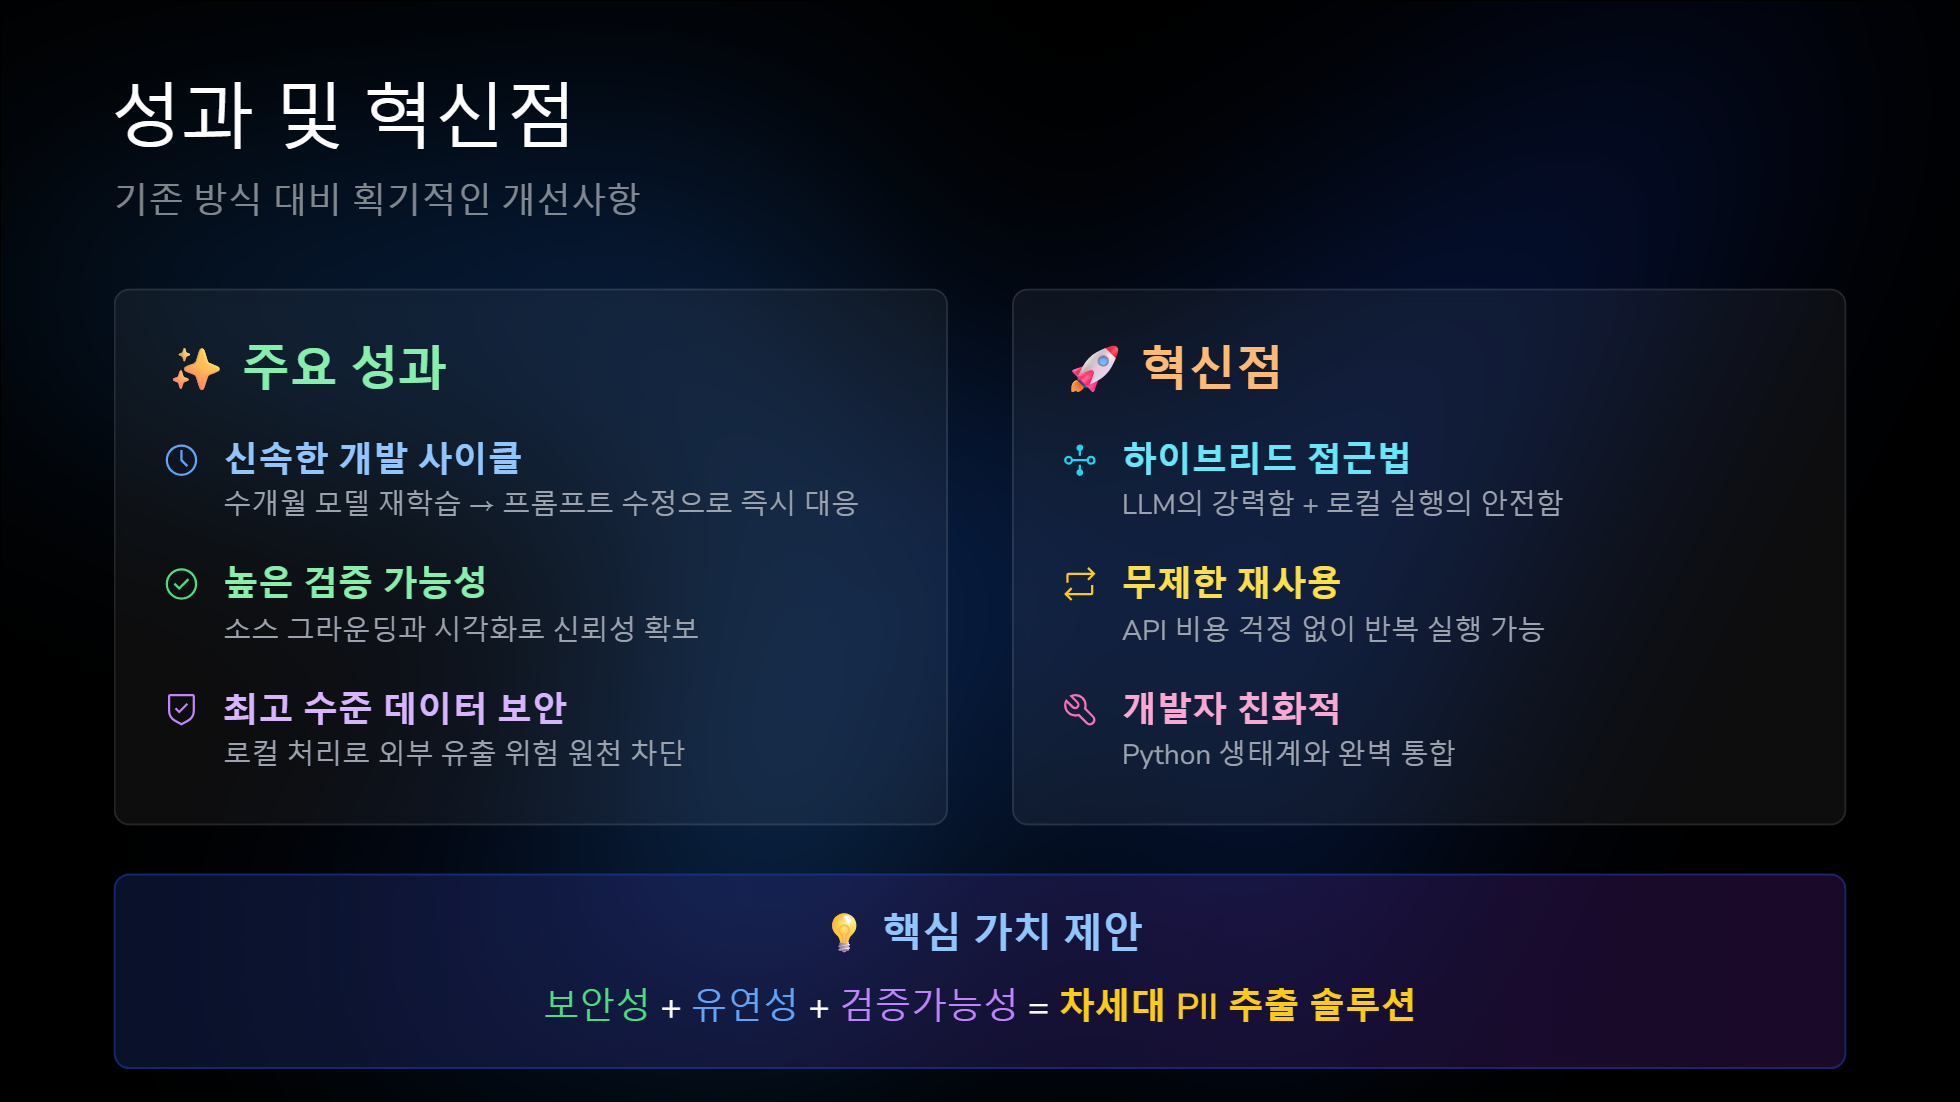 성과 및 혁신점
기존 방식 대비 획기적인 개선사항
✨ 주요 성과
신속한 개발 사이클
수개월 모델 재학습 → 프롬프트 수정으로 즉시 대응
높은 검증 가능성
소스 그라운딩과 시각화로 신뢰성 확보
최고 수준 데이터 보안
로컬 처리로 외부 유출 위험 원천 차단
🚀 혁신점
하이브리드 접근법
LLM의 강력함 + 로컬 실행의 안전함
무제한 재사용
API 비용 걱정 없이 반복 실행 가능
개발자 친화적
Python 생태계와 완벽 통합
💡 핵심 가치 제안
보안성 + 유연성 + 검증가능성 = 차세대 PII 추출 솔루션